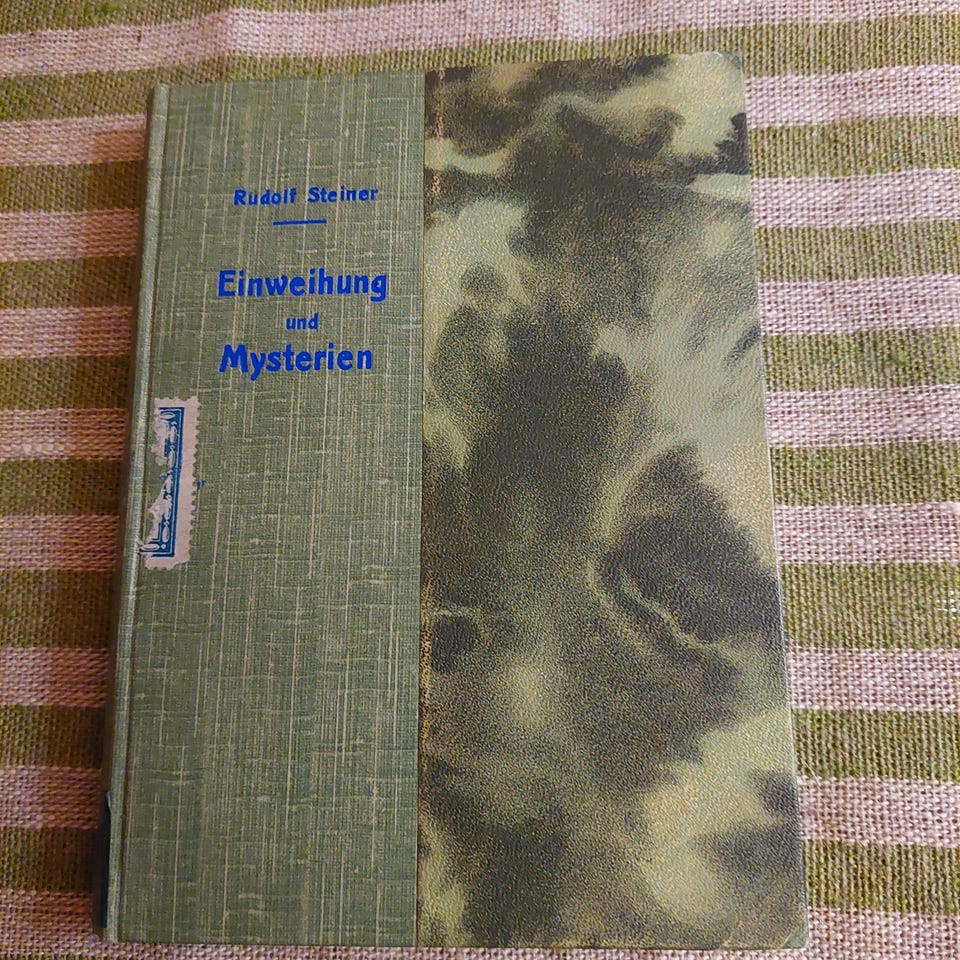 Rudolf Steiner
Einweihung
und
Mysterien